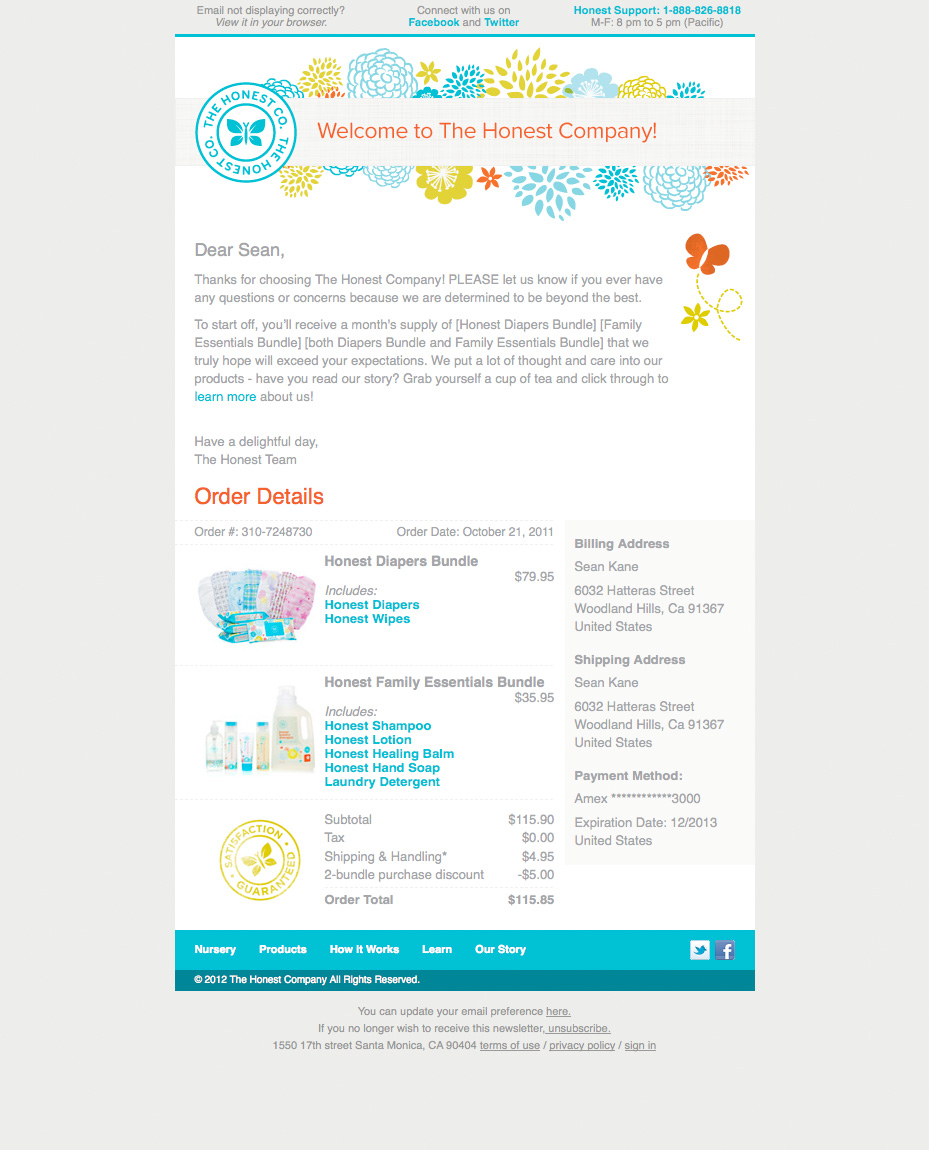 Email not displaying correctly?
View it in your browser.
Connect with us on
Facebook and Twitter
Honest Support: 1-888-826-8818
M-F: 8 pm to 5 pm (Pacific)
THE HONEST CO. THE HONEST CO.
Welcome to The Honest Company!
Dear Sean,
Thanks for choosing The Honest Company! PLEASE let us know if you ever have
any questions or concerns because we are determined to be beyond the best.
To start off, you'll receive a month's supply of [Honest Diapers Bundle] [Family
Essentials Bundle] [both Diapers Bundle and Family Essentials Bundle] that we
truly hope will exceed your expectations. We put a lot of thought and care into our
products - have you read our story? Grab yourself a cup of tea and click through to
learn more about us!
Have a delightful day,
The Honest Team
Order Details
Order #: 310-7248730
Order Date: October 21, 2011
Honest Diapers Bundle
$79.95
Includes:
Honest Diapers
Honest Wipes
Honest Family Essentials Bundle
$35.95
Includes:
Honest Shampoo
Honest Lotion
Honest Healing Balm
Honest Hand Soap
Laundry Detergent
SATISFACTION GUARANTEED
Subtotal $115.90
Tax $0.00
Shipping & Handling* $4.95
2-bundle purchase discount -$5.00
Order Total $115.85
Billing Address
Sean Kane
6032 Hatteras Street
Woodland Hills, Ca 91367
United States
Shipping Address
Sean Kane
6032 Hatteras Street
Woodland Hills, Ca 91367
United States
Payment Method:
Amex ************3000
Expiration Date: 12/2013
United States
Nursery Products How It Works Learn Our Story
© 2012 The Honest Company All Rights Reserved.
You can update your email preference here.
If you no longer wish to receive this newsletter, unsubscribe.
1550 17th street Santa Monica, CA 90404 terms of use / privacy policy / sign in